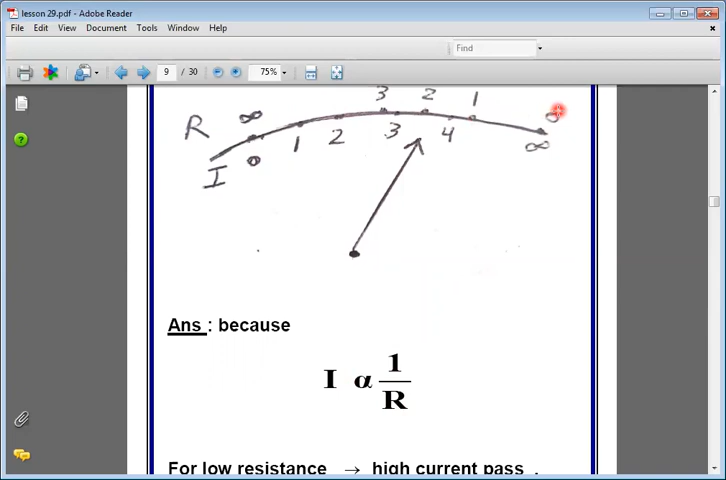 lesson 29.pdf - Adobe Reader
File Edit View Document Tools Window Help
Find
9 / 30 75%
3 2 1
R ∞
1 2 3 4 ∞
I 0
Ans : because
I α 1
R
For low resistance → high current pass .